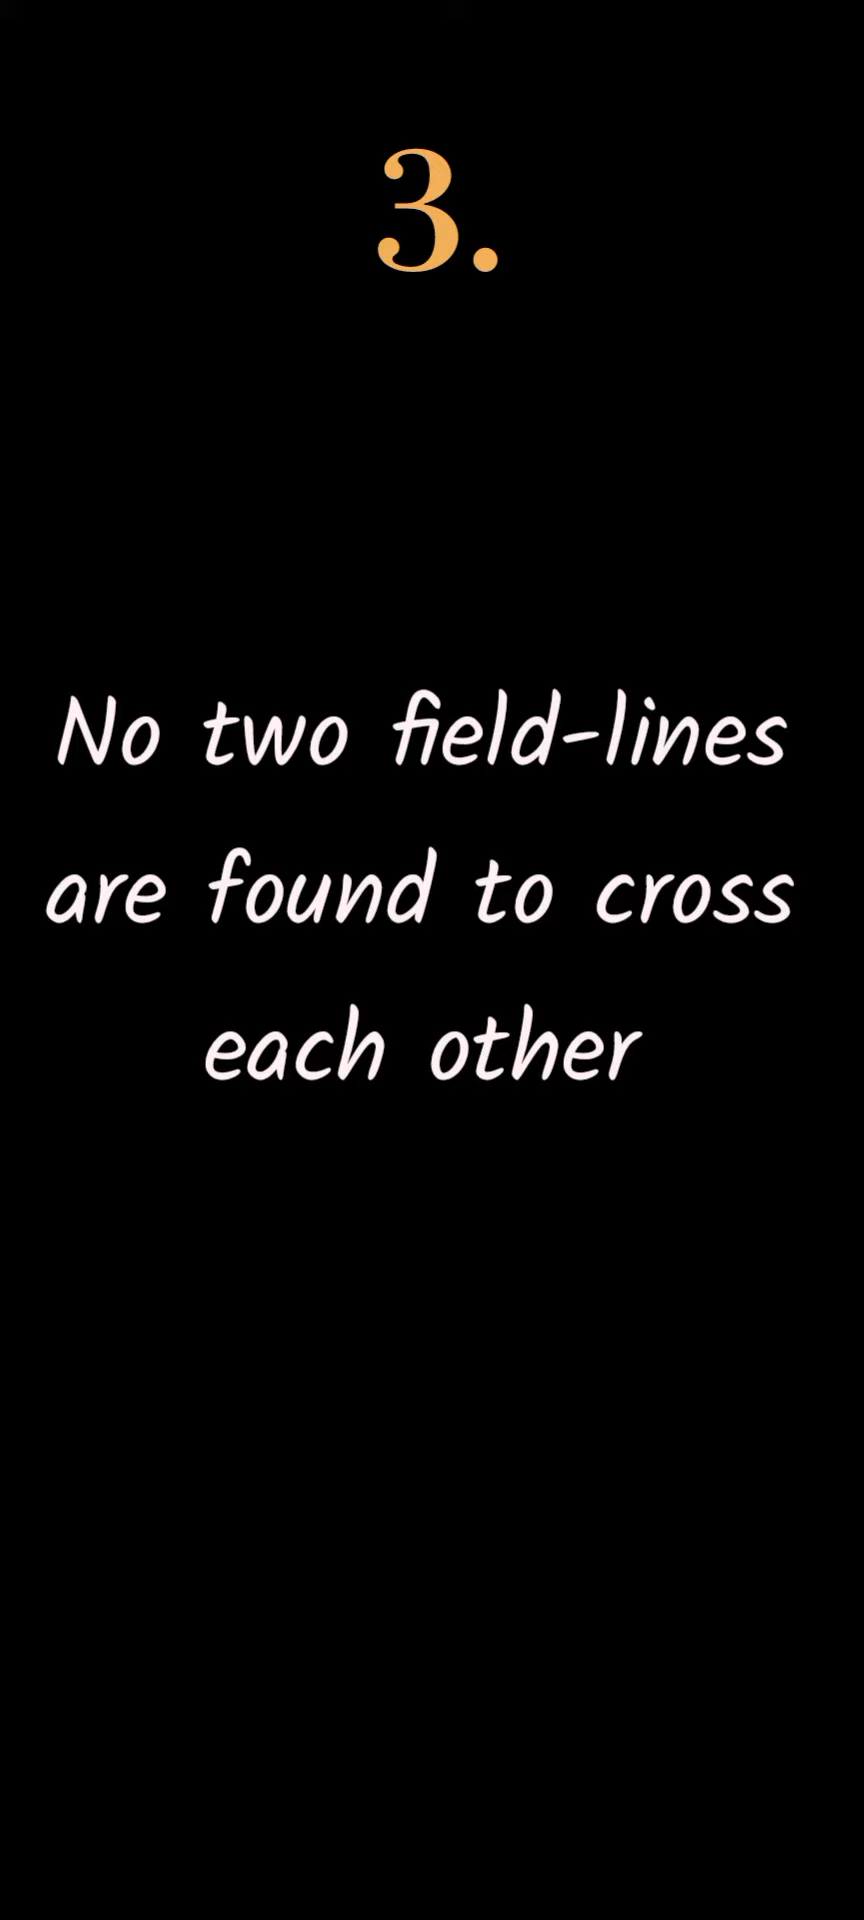 3.
No two field-lines
are found to cross
each other